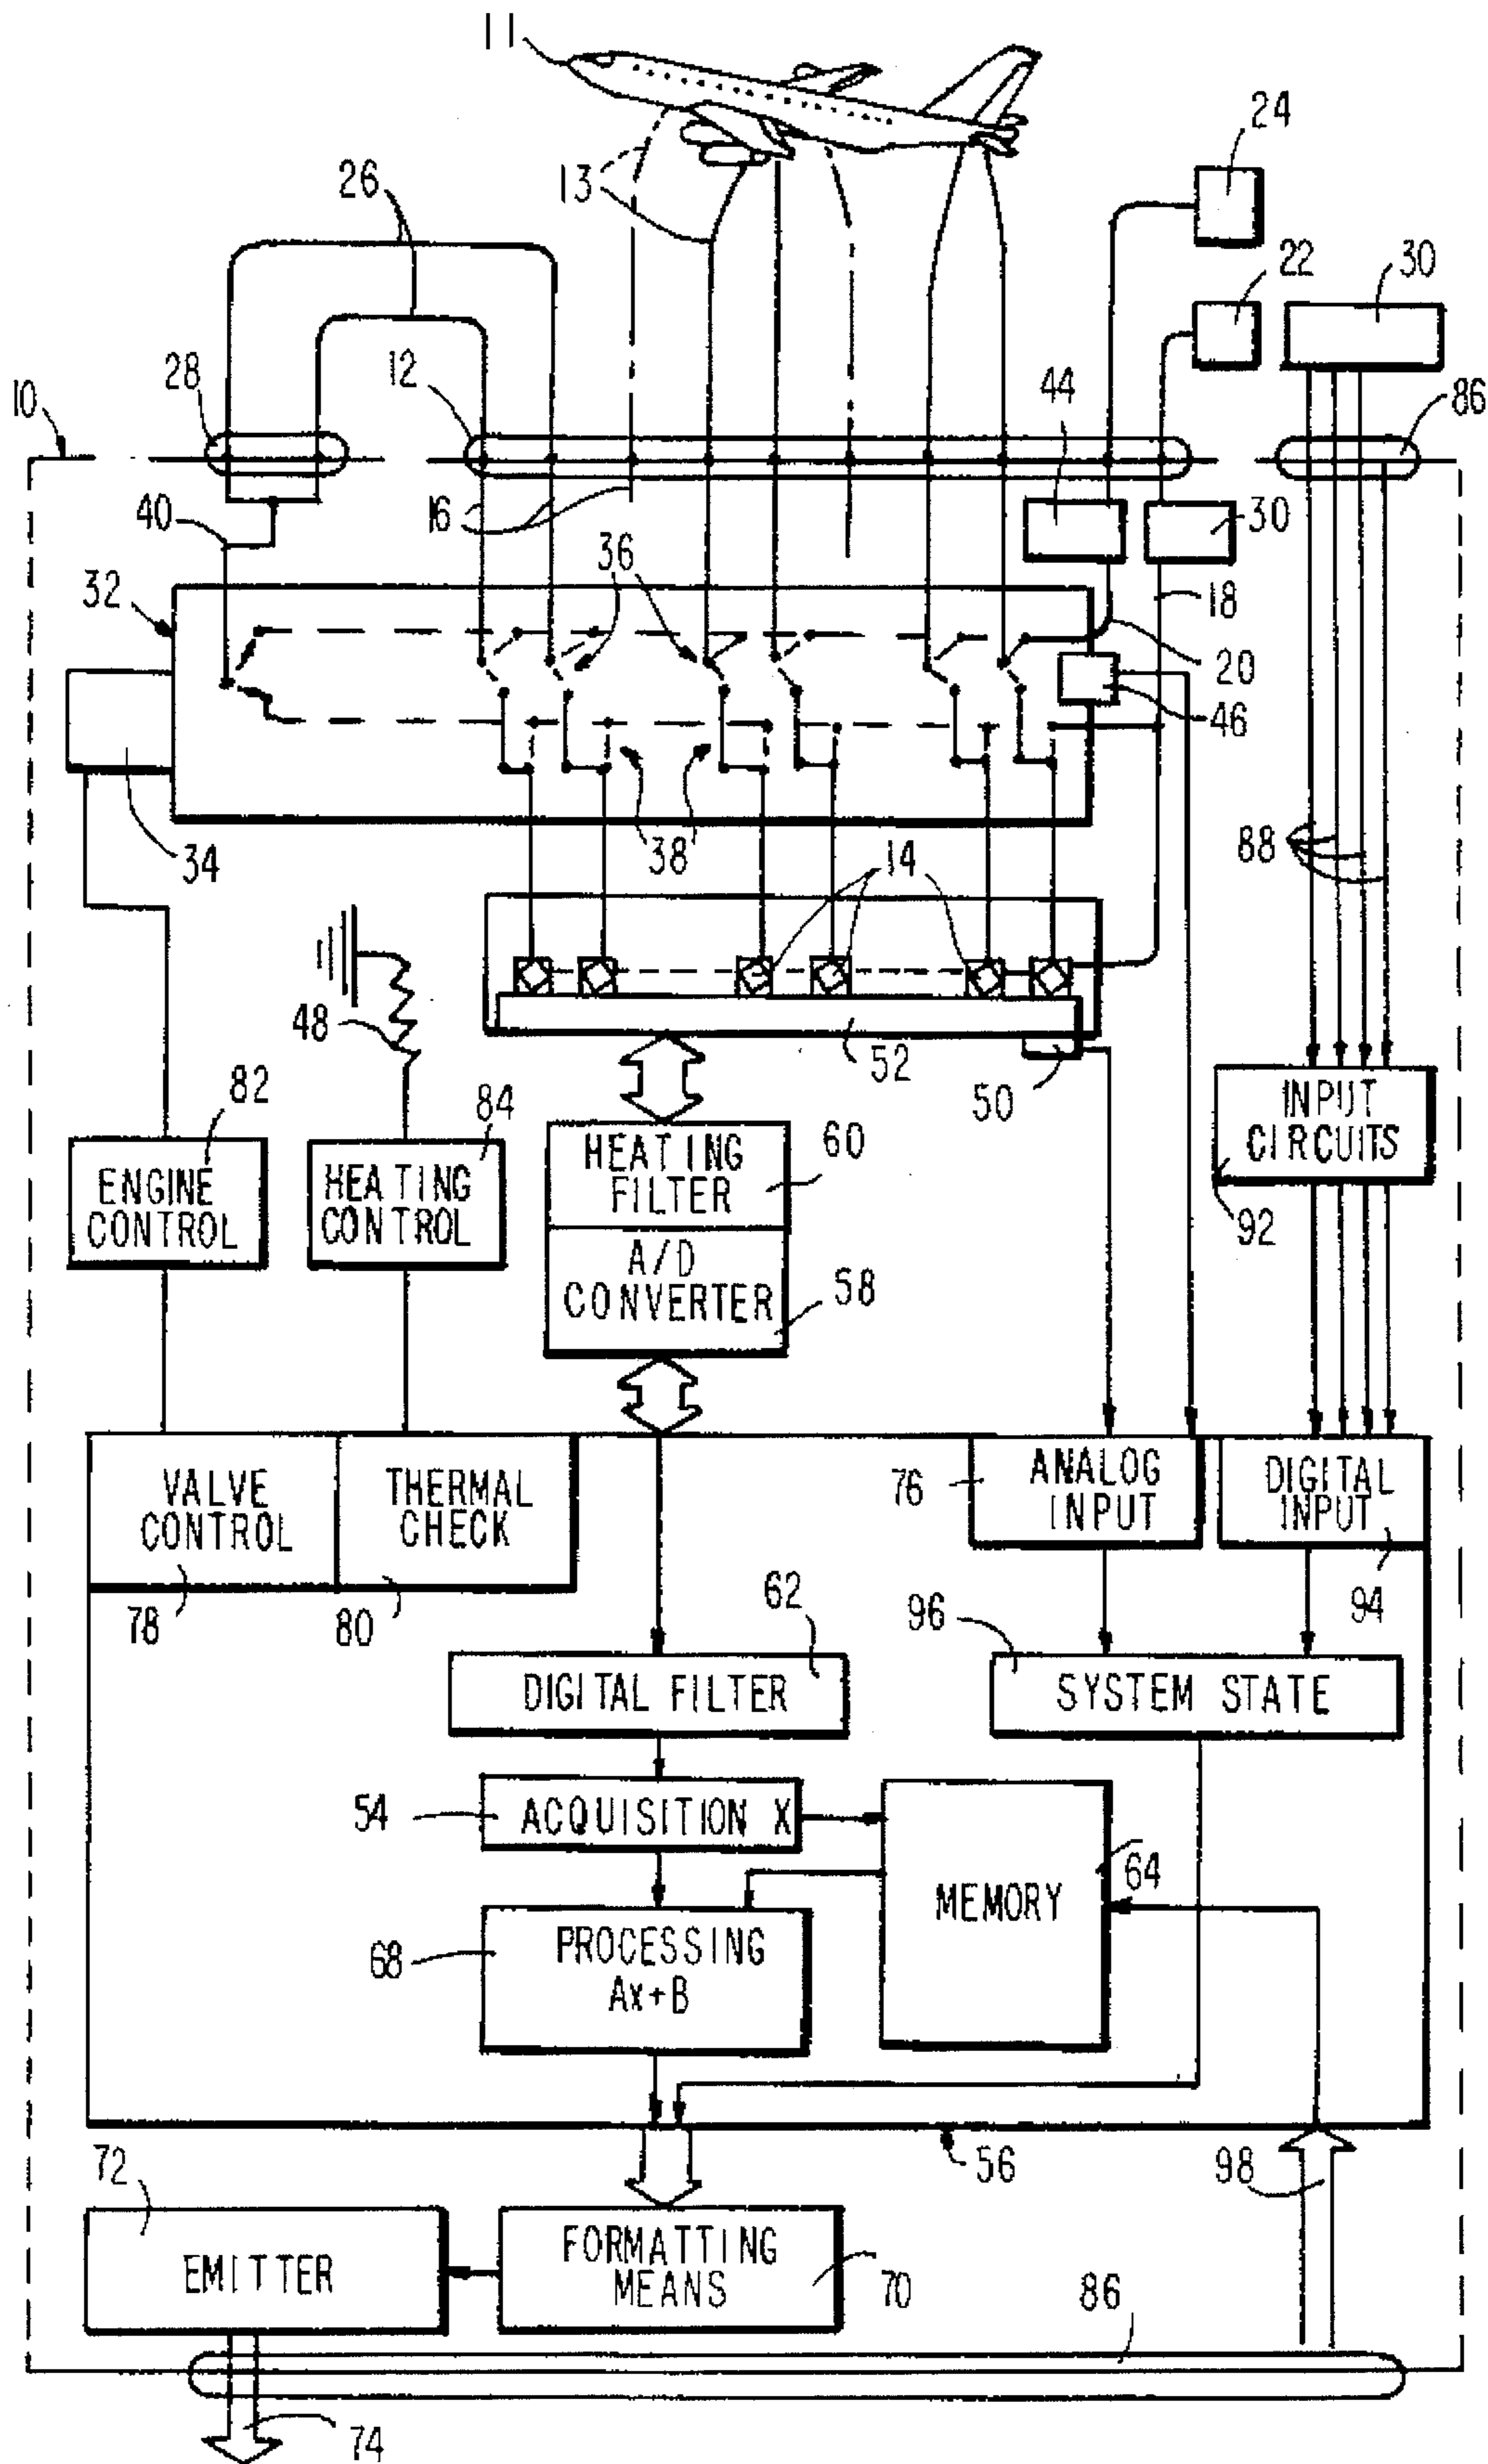 11
24
26
13
22
30
28
12
44
10
86
40
16
30
32
36
18
20
46
34
38
14
88
48
52
50
82
84
HEATING
FILTER
60
INPUT
CIRCUITS
ENGINE
CONTROL
HEATING
CONTROL
92
A/D
CONVERTER
58
VALVE
CONTROL
THERMAL
CHECK
76
ANALOG
INPUT
DIGITAL
INPUT
78
80
62
96
94
DIGITAL FILTER
SYSTEM STATE
54
ACQUISITION X
64
MEMORY
68
PROCESSING
Ax+B
72
56
98
EMITTER
FORMATTING
MEANS
70
86
74